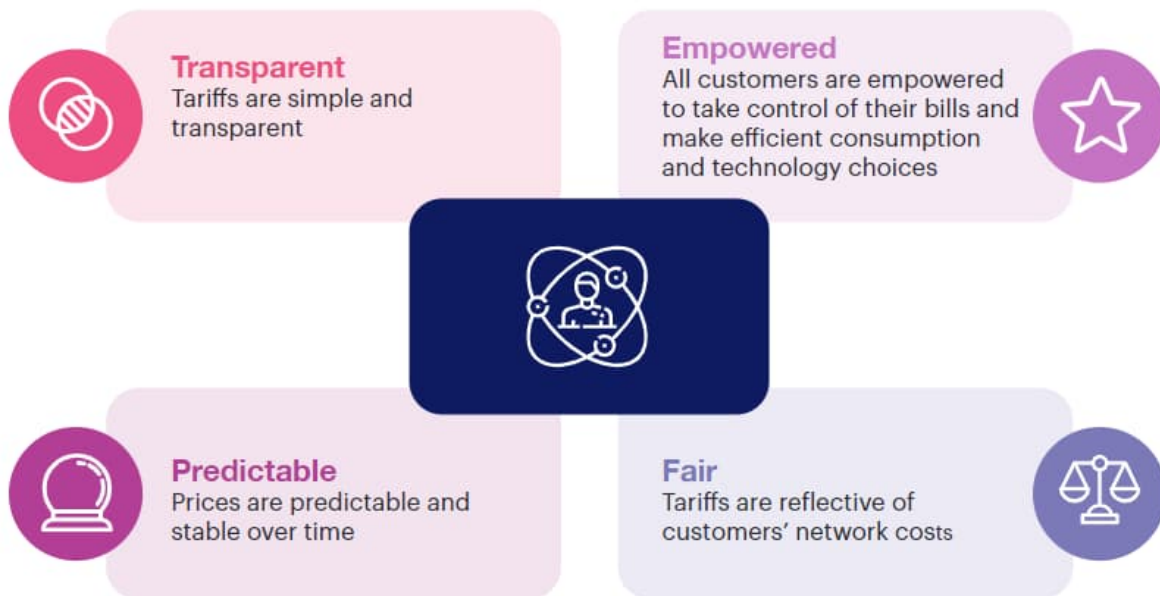 Transparent
Tariffs are simple and
transparent
Empowered
All customers are empowered
to take control of their bills and
make efficient consumption
and technology choices
Predictable
Prices are predictable and
stable over time
Fair
Tariffs are reflective of
customers’ network costs